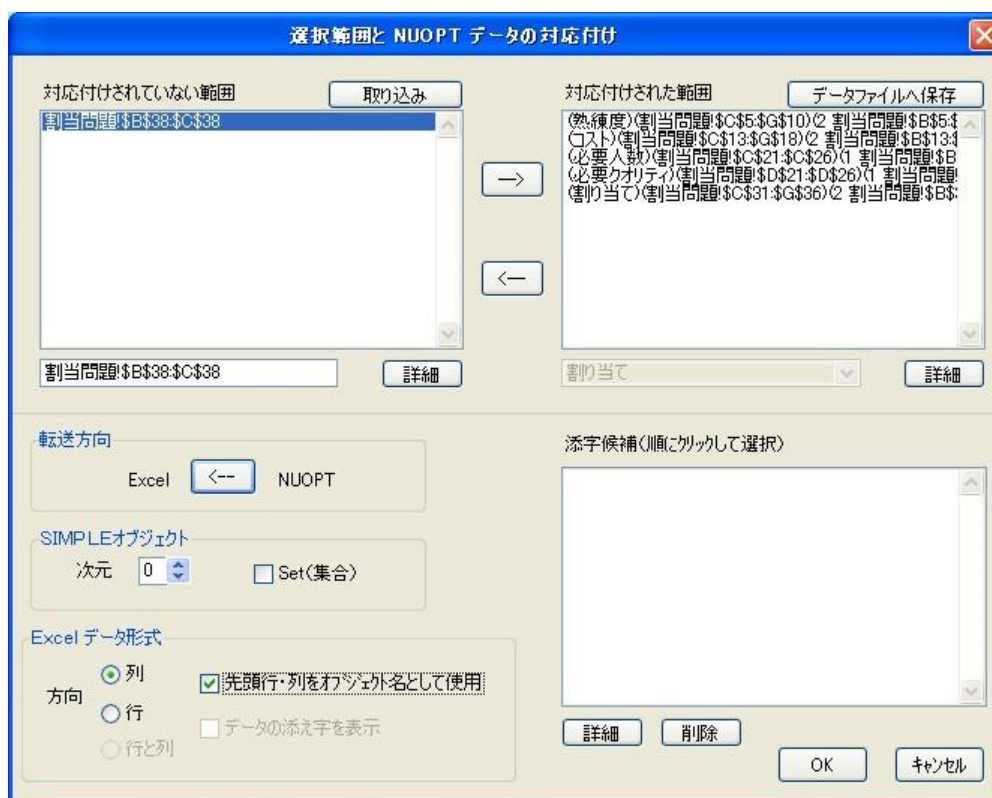 選択範囲と NUOPT データの対応付け
対応付けされていない範囲
取り込み
割当問題!$B$38:$C$38
割当問題!$B$38:$C$38
詳細
-->
<--
対応付けされた範囲
データファイルへ保存
(熟練度)(割当問題!$C$5:$G$10)(2 割当問題!$B$5:$
(コスト)(割当問題!$C$13:$G$18)(2 割当問題!$B$13:$
(必要人数)(割当問題!$C$21:$C$26)(1 割当問題!$B
(必要クオリティ)(割当問題!$D$21:$D$26)(1 割当問題!
(割り当て)(割当問題!$C$31:$G$36)(2 割当問題!$B$
割り当て
詳細
転送方向
Excel <-- NUOPT
SIMPLEオブジェクト
次元 0 Set(集合)
Excel データ形式
方向
列
行
行と列
先頭行・列をオブジェクト名として使用
データの添え字を表示
添字候補(順にクリックして選択)
詳細
削除
OK
キャンセル